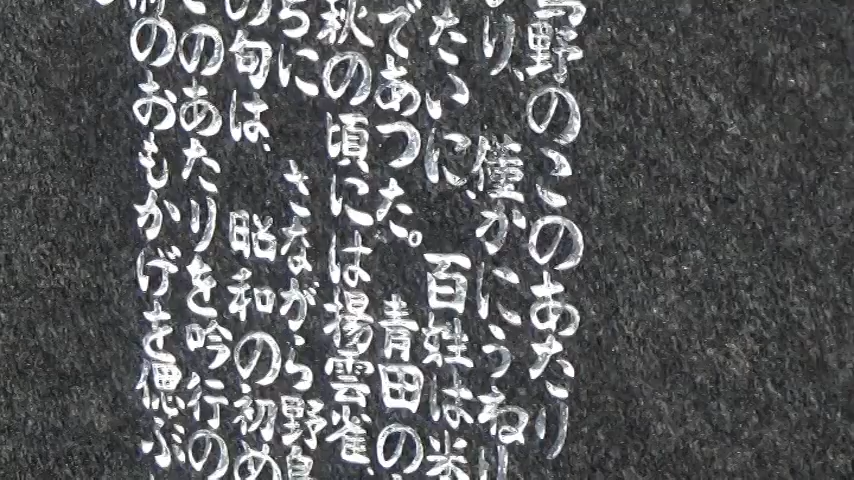 野のこのあたり
り、僅かにうねり
たいに、百姓は米
であつた。青田の
秋の頃には揚雲雀、
らに さながら野鳥
の句は、昭和の初め
このあたりを吟行の
のおもかげを偲ぶ